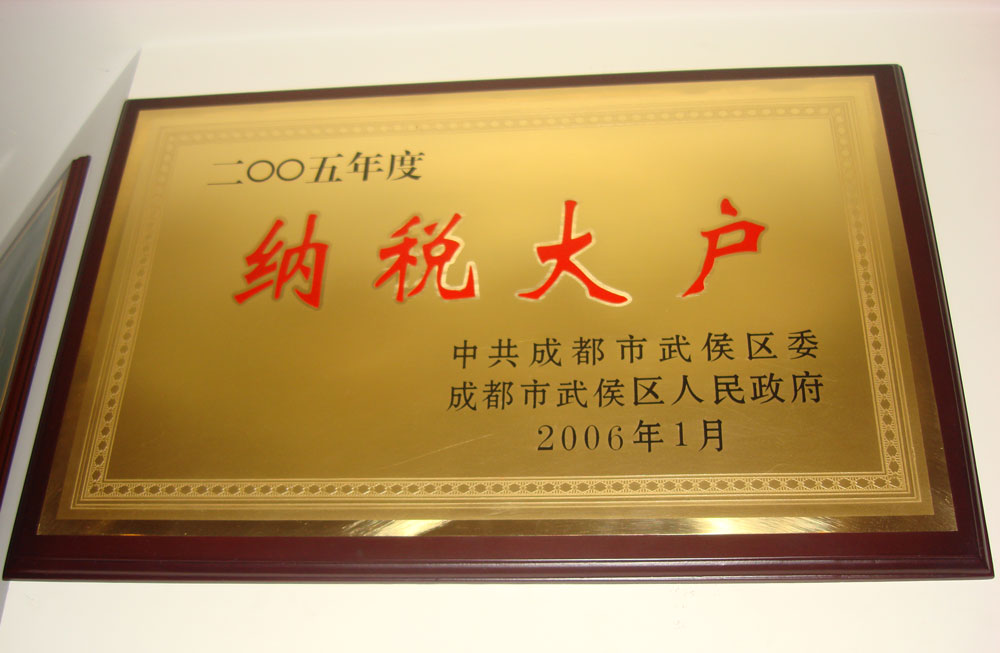 二〇〇五年度
纳税大户
中共成都市武侯区委
成都市武侯区人民政府
2006年1月